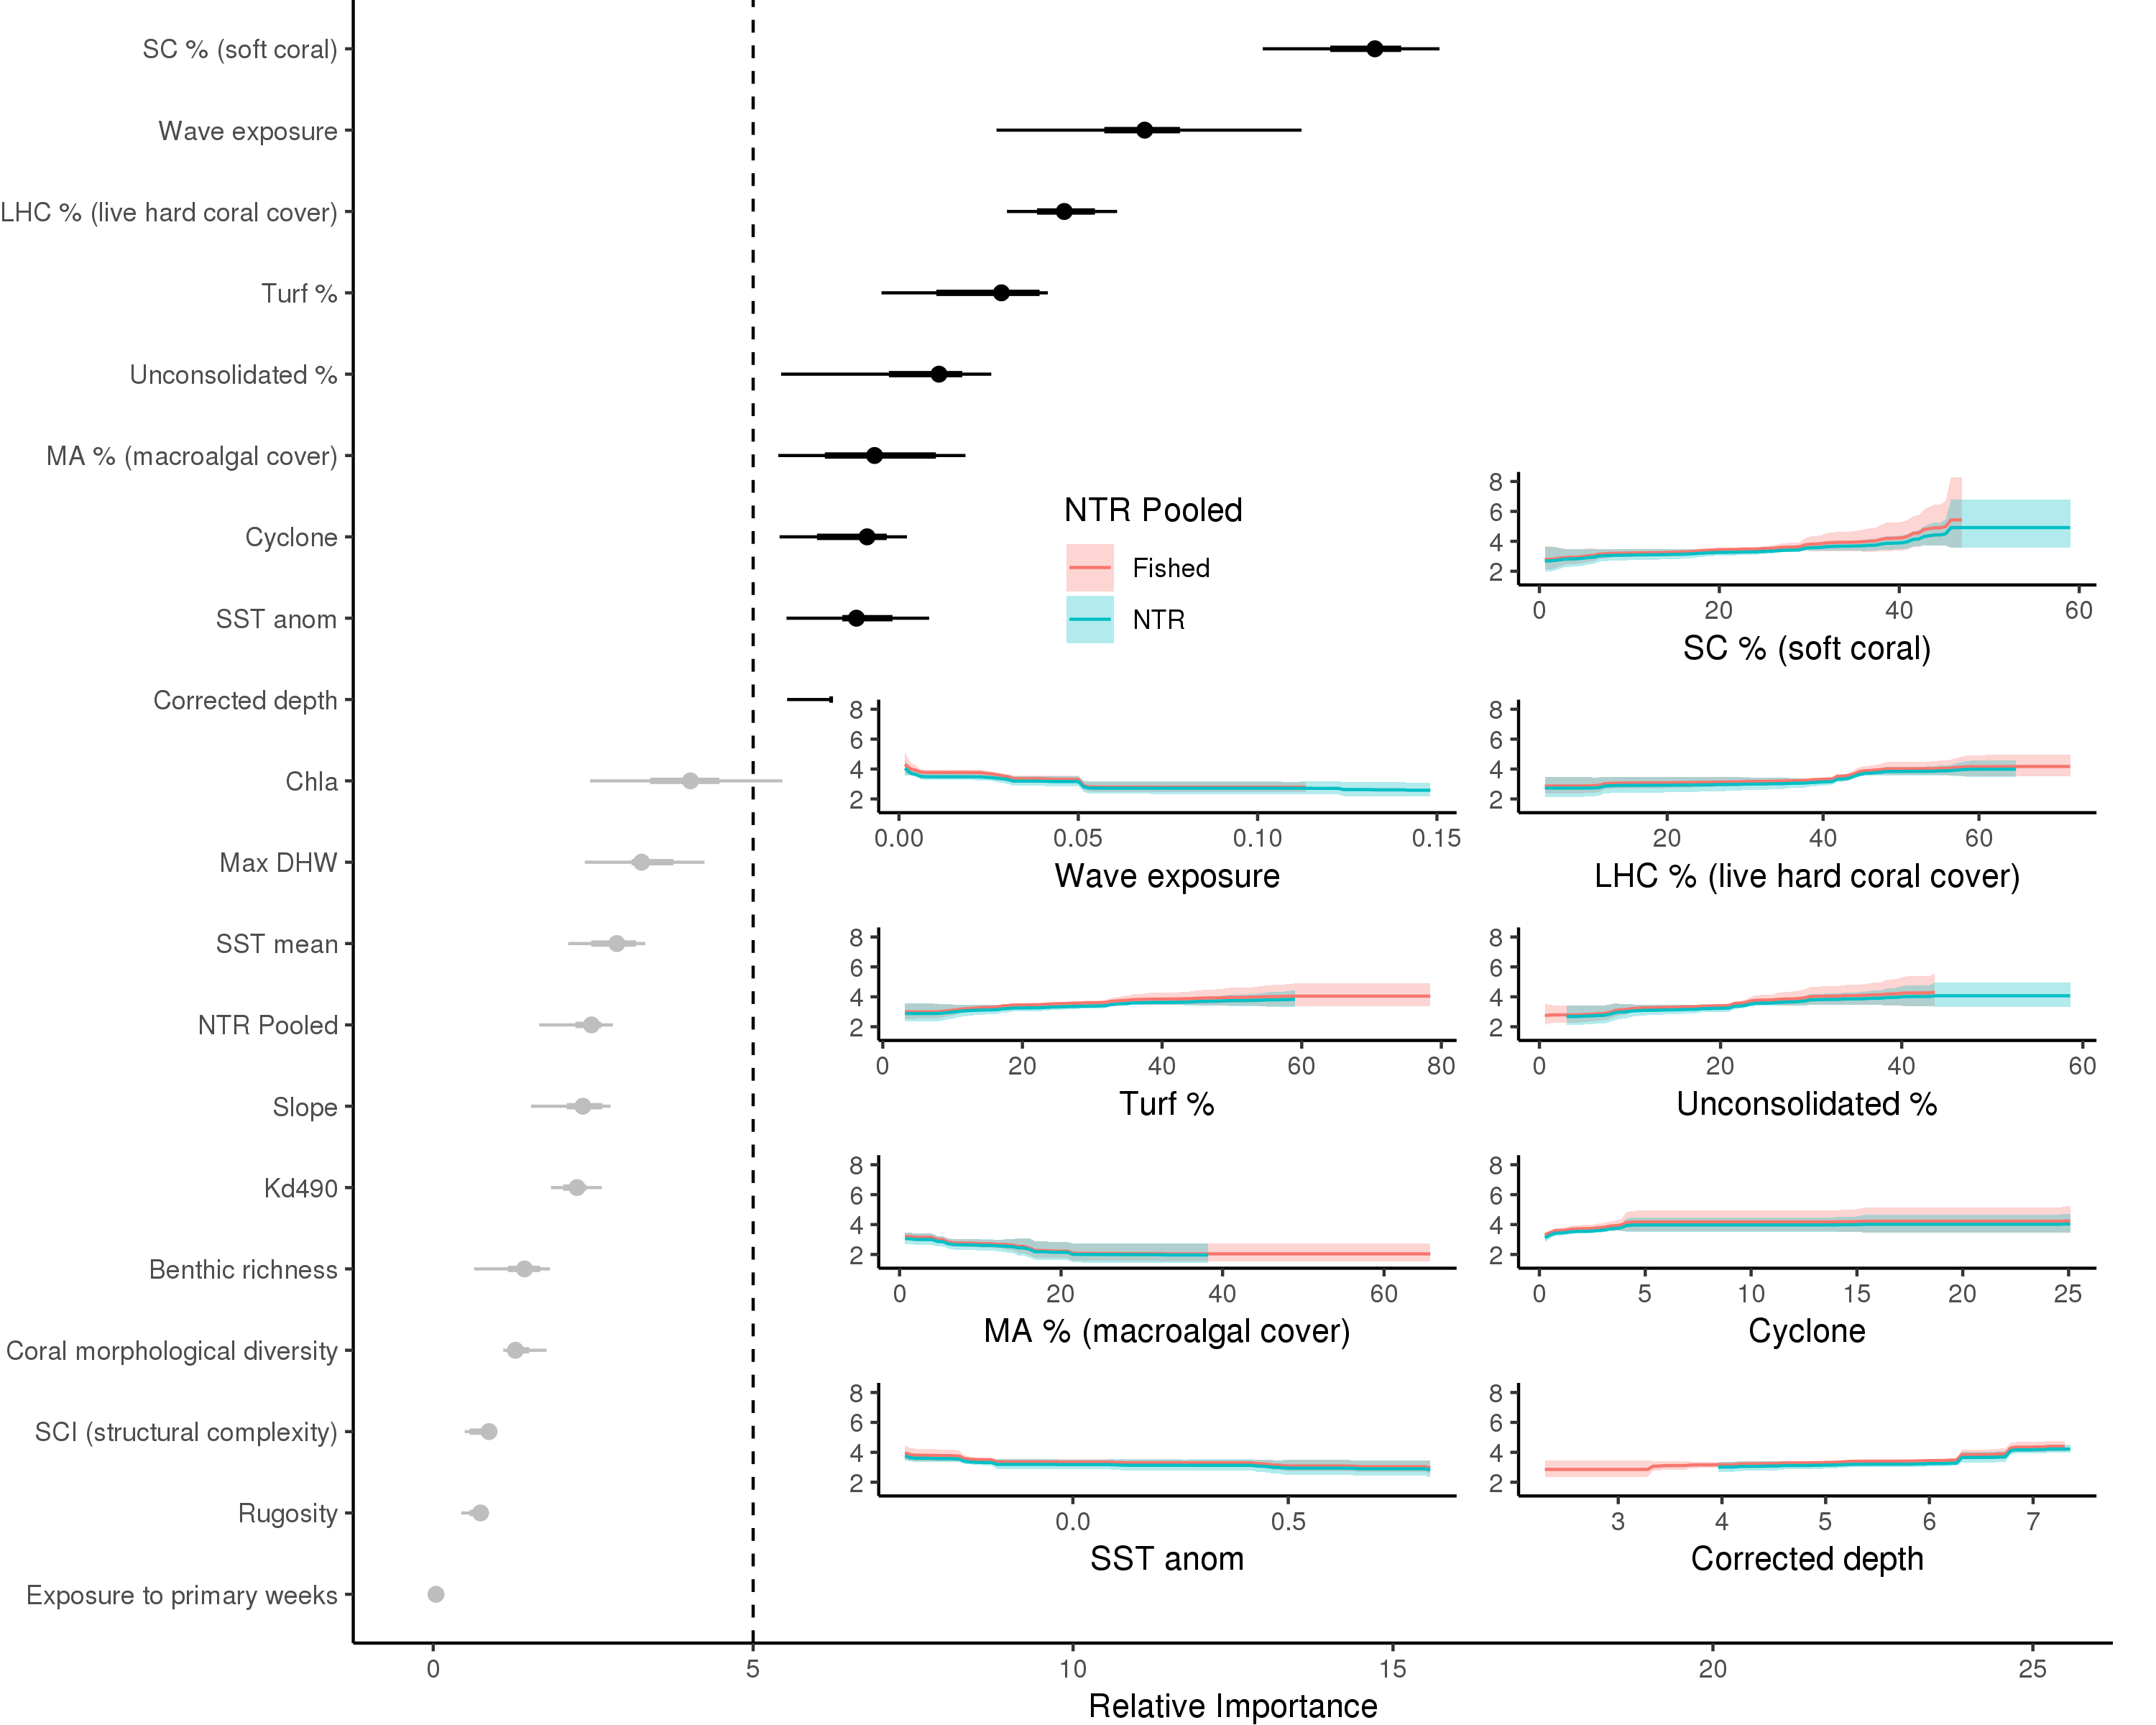 SC % (soft coral)
Wave exposure
LHC % (live hard coral cover)
Turf %
Unconsolidated %
MA % (macroalgal cover)
Cyclone
SST anom
Corrected depth
Chla
Max DHW
SST mean
NTR Pooled
Slope
Kd490
Benthic richness
Coral morphological diversity
SCI (structural complexity)
Rugosity
Exposure to primary weeks
0 5 10 15 20 25
Relative Importance
NTR Pooled
Fished
NTR
8
6
4
2
0 20 40 60
SC % (soft coral)
8
6
4
2
0.00 0.05 0.10 0.15
Wave exposure
8
6
4
2
20 40 60
LHC % (live hard coral cover)
8
6
4
2
0 20 40 60 80
Turf %
8
6
4
2
0 20 40 60
Unconsolidated %
8
6
4
2
0 20 40 60
MA % (macroalgal cover)
8
6
4
2
0 5 10 15 20 25
Cyclone
8
6
4
2
0.0 0.5
SST anom
8
6
4
2
3 4 5 6 7
Corrected depth